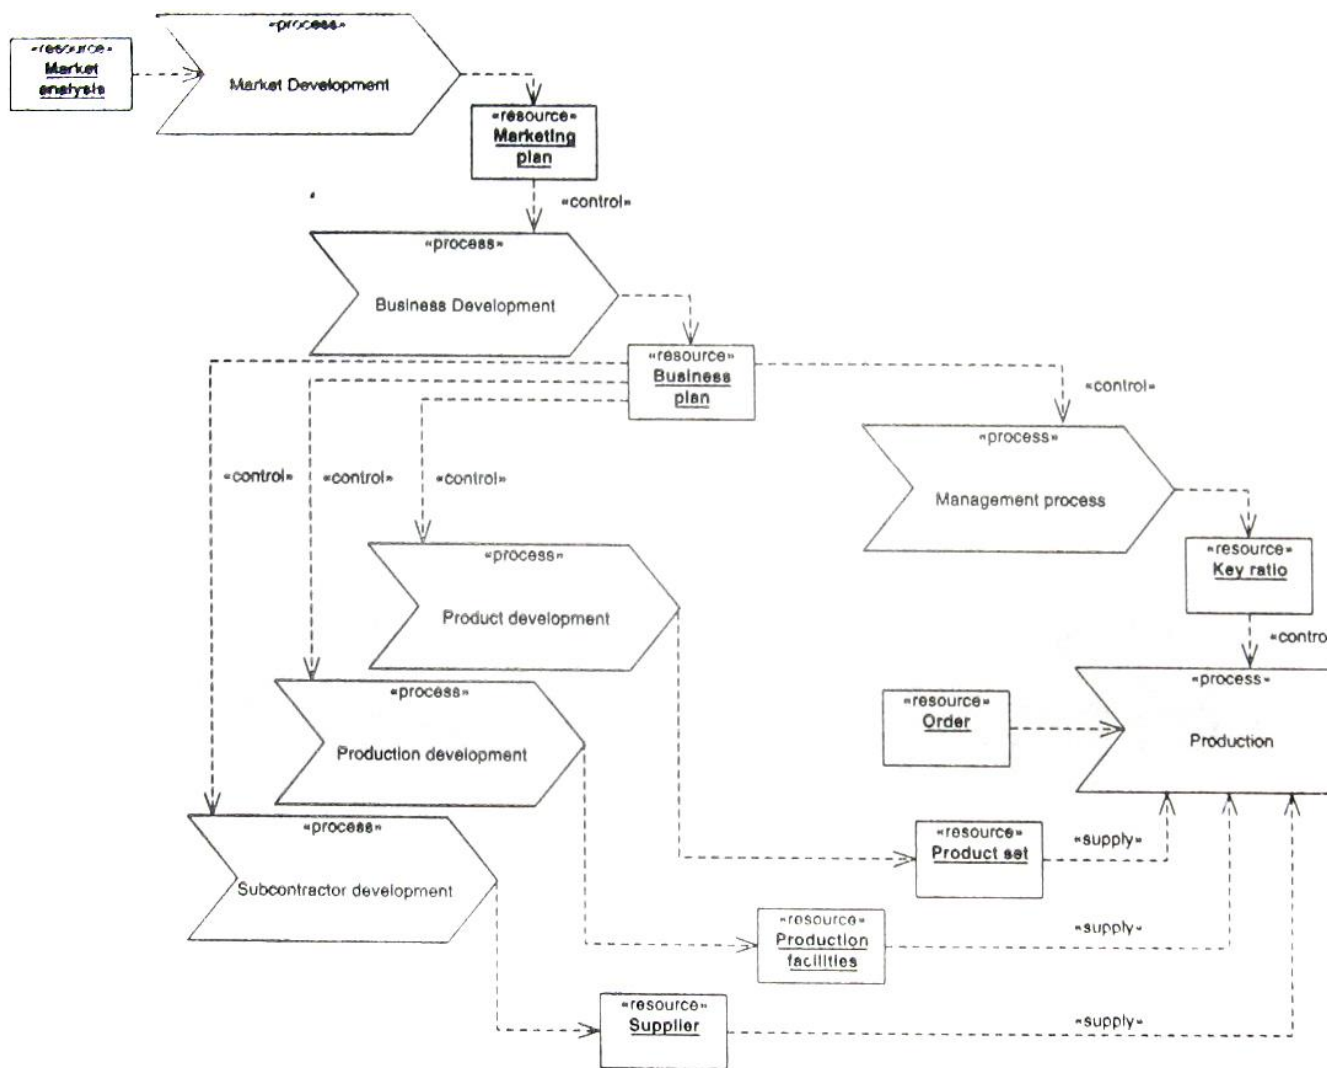 «process»
«resource»
Market
analysis
Market Development
«resource»
Marketing
plan
«control»
«process»
Business Development
«resource»
Business
plan
«control»
«process»
Management process
«control» «control» «control»
«resource»
Key ratio
«process»
Product development
«control
«process»
Production
«process»
Production development
«resource»
Order
«process»
Subcontractor development
«resource»
Product set
«supply»
«resource»
Production
facilities
«supply»
«resource»
Supplier
«supply»